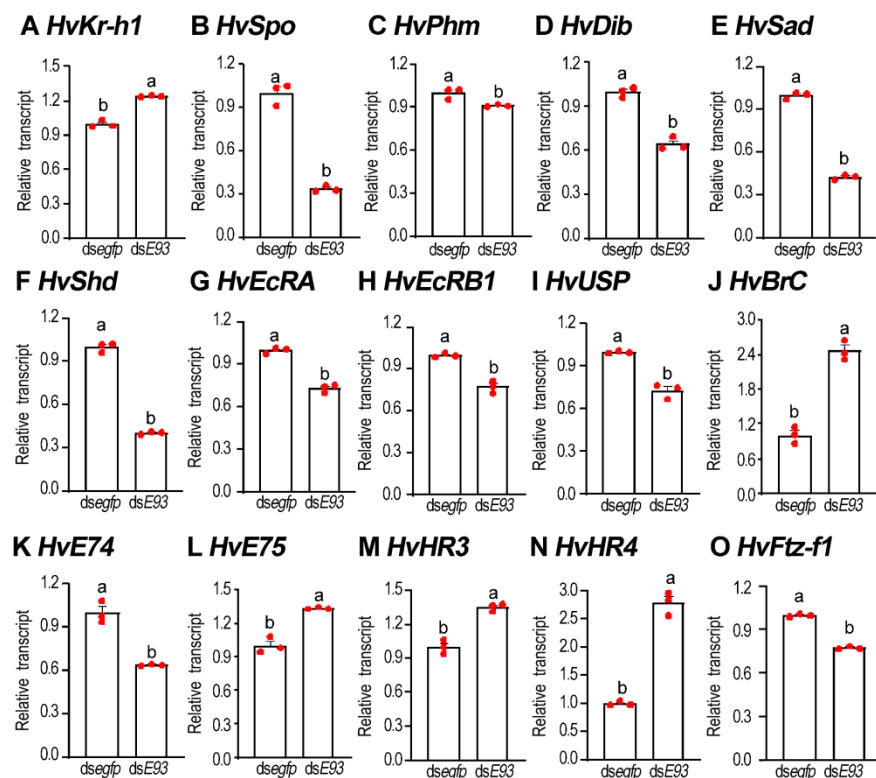 A HvKr-h1
Relative transcript
1.5
1.2
0.9
0.6
0.3
0.0
b
a
dsegfp dsE93
B HvSpo
Relative transcript
1.2
0.9
0.6
0.3
0.0
a
b
dsegfp dsE93
C HvPhm
Relative transcript
1.2
0.9
0.6
0.3
0.0
a
b
dsegfp dsE93
D HvDib
Relative transcript
1.2
0.9
0.6
0.3
0.0
a
b
dsegfp dsE93
E HvSad
Relative transcript
1.2
0.9
0.6
0.3
0.0
a
b
dsegfp dsE93
F HvShd
Relative transcript
1.2
0.9
0.6
0.3
0.0
a
b
dsegfp dsE93
G HvEcRA
Relative transcript
1.2
0.9
0.6
0.3
0.0
a
b
dsegfp dsE93
H HvEcRB1
Relative transcript
1.2
0.9
0.6
0.3
0.0
a
b
dsegfp dsE93
I HvUSP
Relative transcript
1.2
0.9
0.6
0.3
0.0
a
b
dsegfp dsE93
J HvBrC
Relative transcript
3.0
2.4
1.8
1.2
0.6
0.0
b
a
dsegfp dsE93
K HvE74
Relative transcript
1.2
0.9
0.6
0.3
0.0
a
b
dsegfp dsE93
L HvE75
Relative transcript
1.5
1.2
0.9
0.6
0.3
0.0
b
a
dsegfp dsE93
M HvHR3
Relative transcript
1.5
1.2
0.9
0.6
0.3
0.0
b
a
dsegfp dsE93
N HvHR4
Relative transcript
3.0
2.5
2.0
1.5
1.0
0.5
0.0
b
a
dsegfp dsE93
O HvFtz-f1
Relative transcript
1.2
0.9
0.6
0.3
0.0
a
b
dsegfp dsE93